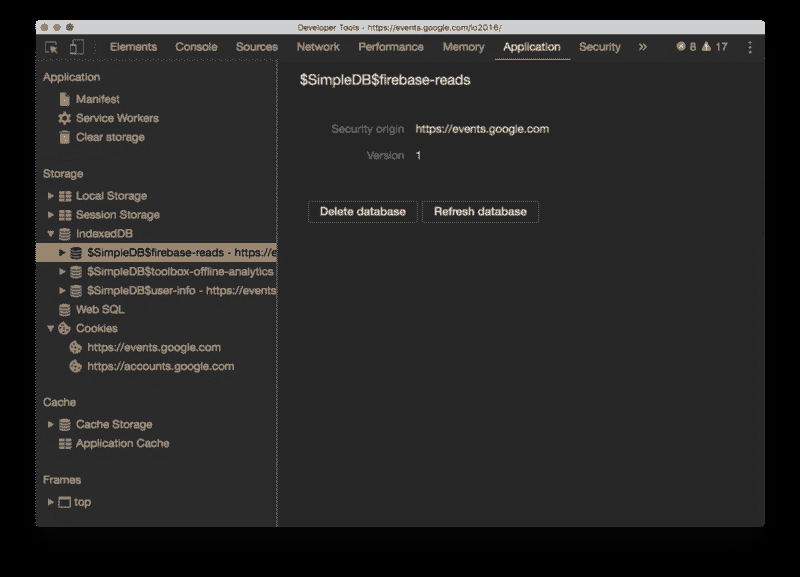 Developer Tools - https://events.google.com/io2016/
Elements Console Sources Network Performance Memory Application Security » 8 17
Application
Manifest
Service Workers
Clear storage
Storage
Local Storage
Session Storage
IndexedDB
$SimpleDB$firebase-reads - https://e
$SimpleDB$toolbox-offline-analytics
$SimpleDB$user-info - https://events
Web SQL
Cookies
https://events.google.com
https://accounts.google.com
Cache
Cache Storage
Application Cache
Frames
top
$SimpleDB$firebase-reads
Security origin https://events.google.com
Version 1
Delete database Refresh database